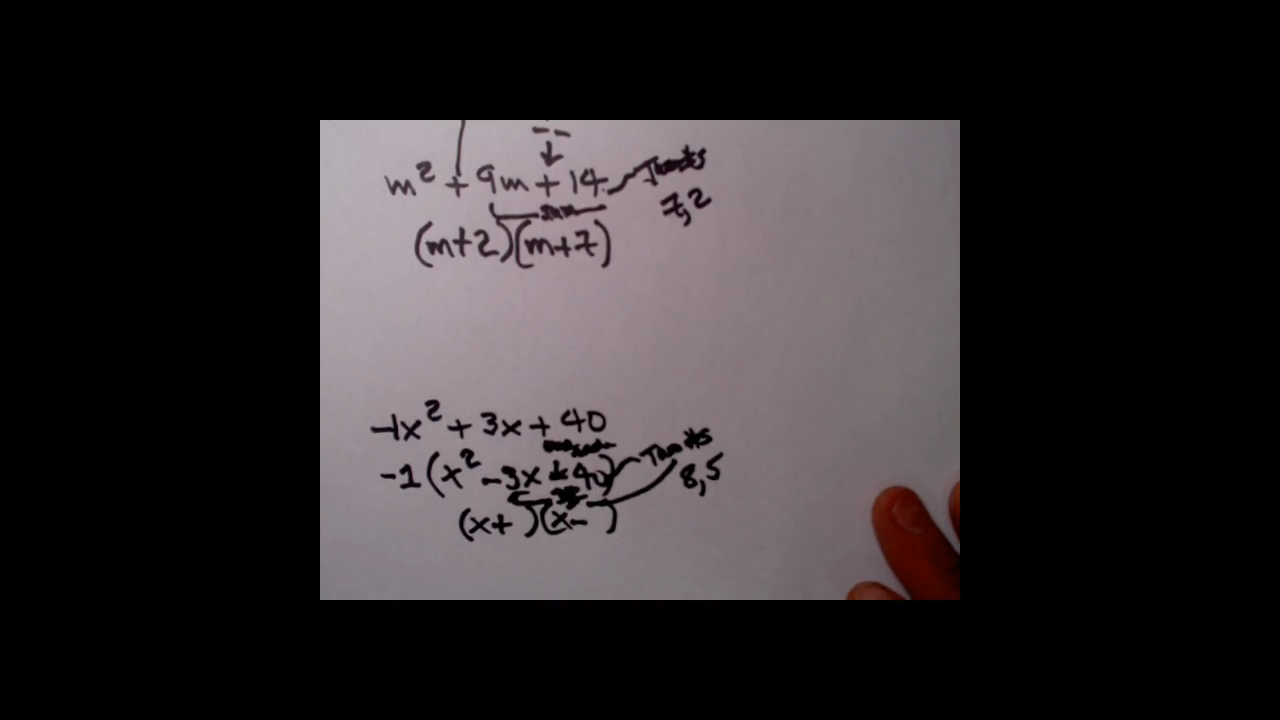 m² + 9m + 14
7,2
(m+2)(m+7)
-1x² + 3x + 40
-1(x² - 3x - 40)
8,5
(x+ )(x- )